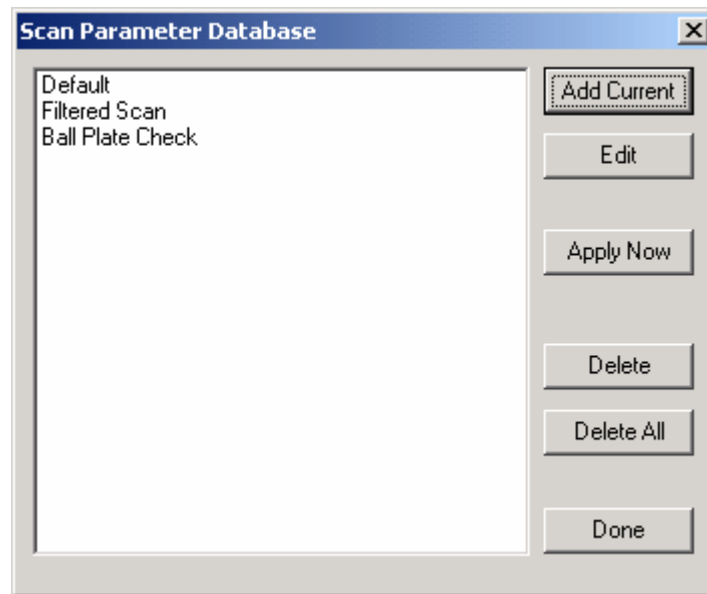 Scan Parameter Database
Default
Filtered Scan
Ball Plate Check
Add Current
Edit
Apply Now
Delete
Delete All
Done